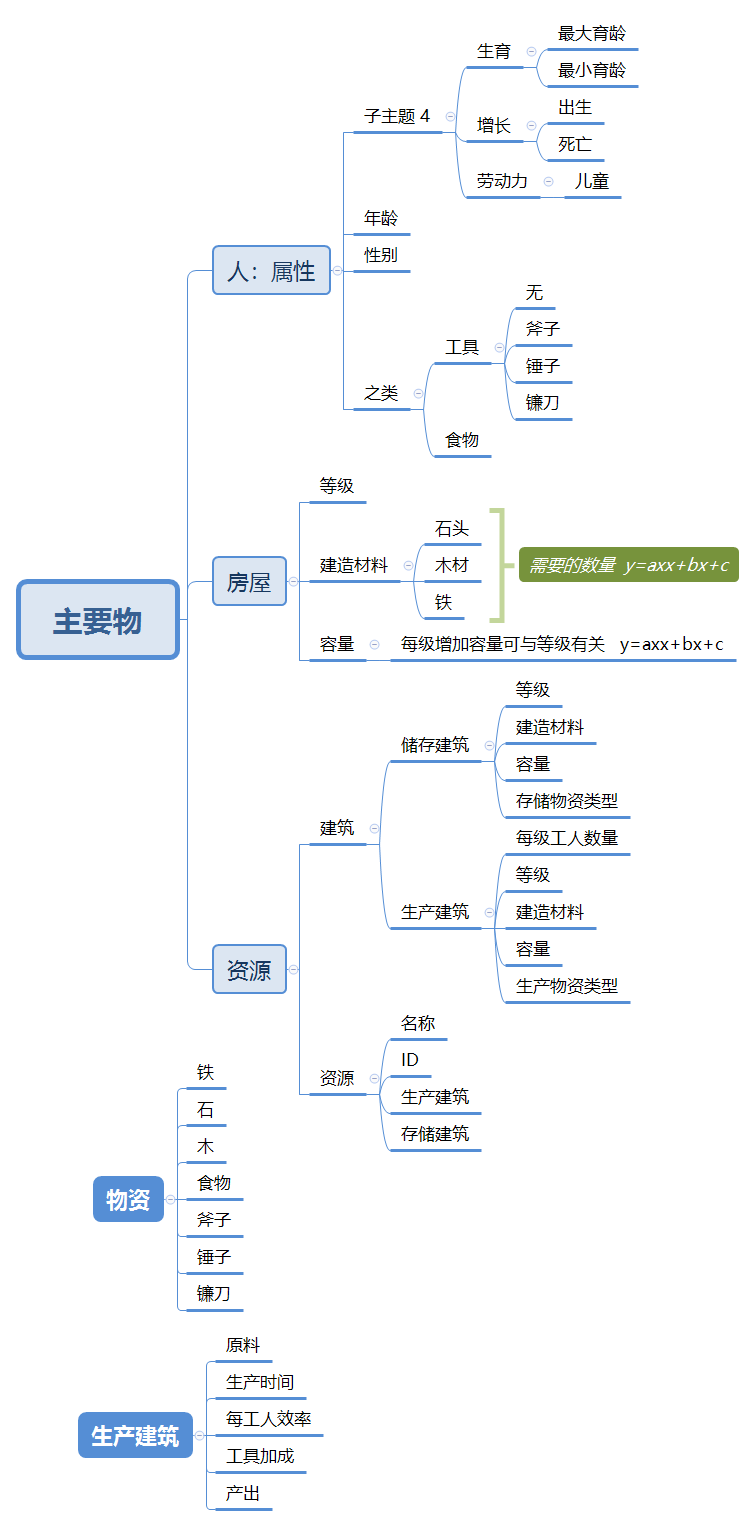 主要物
人：属性
子主题 4
生育
最大育龄
最小育龄
增长
出生
死亡
劳动力
儿童
年龄
性别
之类
工具
无
斧子
锤子
镰刀
食物
房屋
等级
建造材料
石头
木材
铁
需要的数量 y=axx+bx+c
容量
每级增加容量可与等级有关 y=axx+bx+c
资源
建筑
储存建筑
等级
建造材料
容量
存储物资类型
生产建筑
每级工人数量
等级
建造材料
容量
生产物资类型
资源
名称
ID
生产建筑
存储建筑
物资
铁
石
木
食物
斧子
锤子
镰刀
生产建筑
原料
生产时间
每工人效率
工具加成
产出